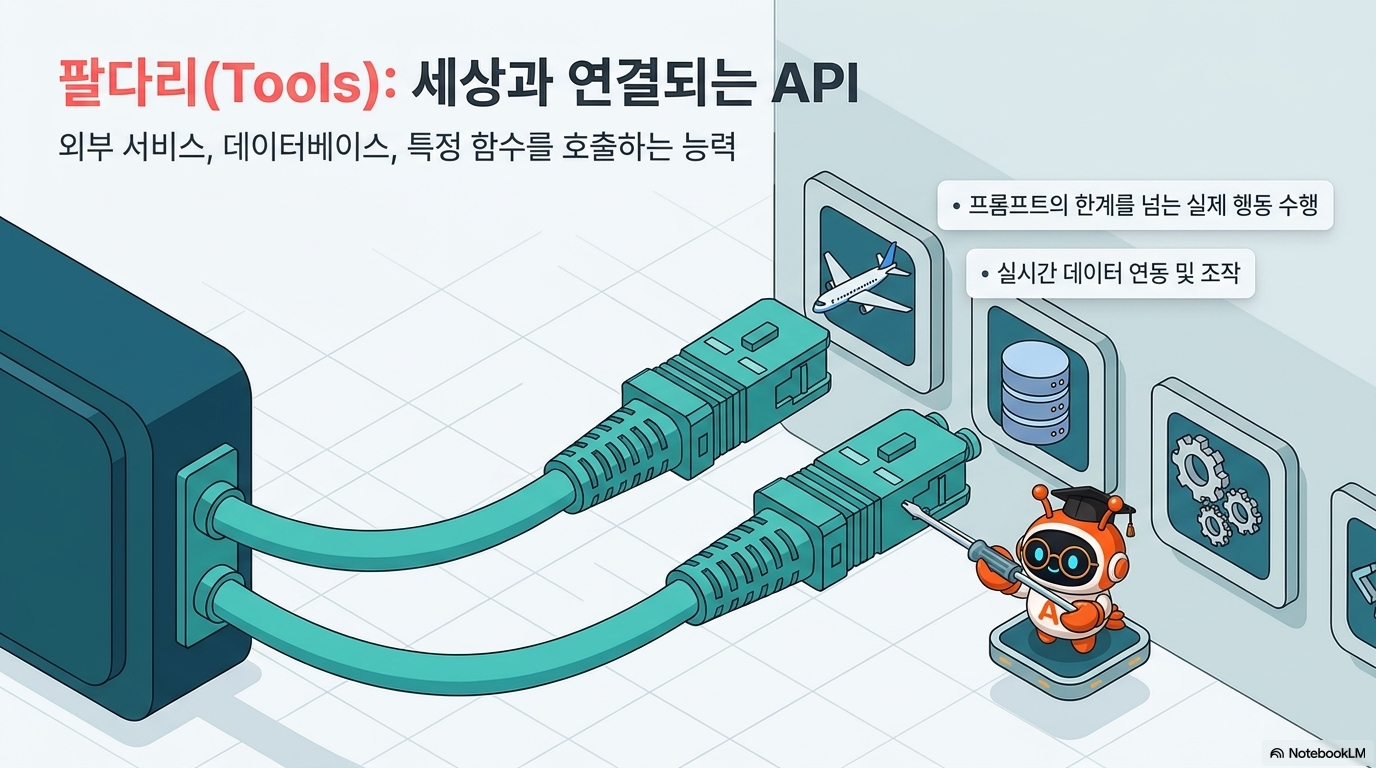 팔다리(Tools): 세상과 연결되는 API
외부 서비스, 데이터베이스, 특정 함수를 호출하는 능력
• 프롬프트의 한계를 넘는 실제 행동 수행
• 실시간 데이터 연동 및 조작
A
NotebookLM